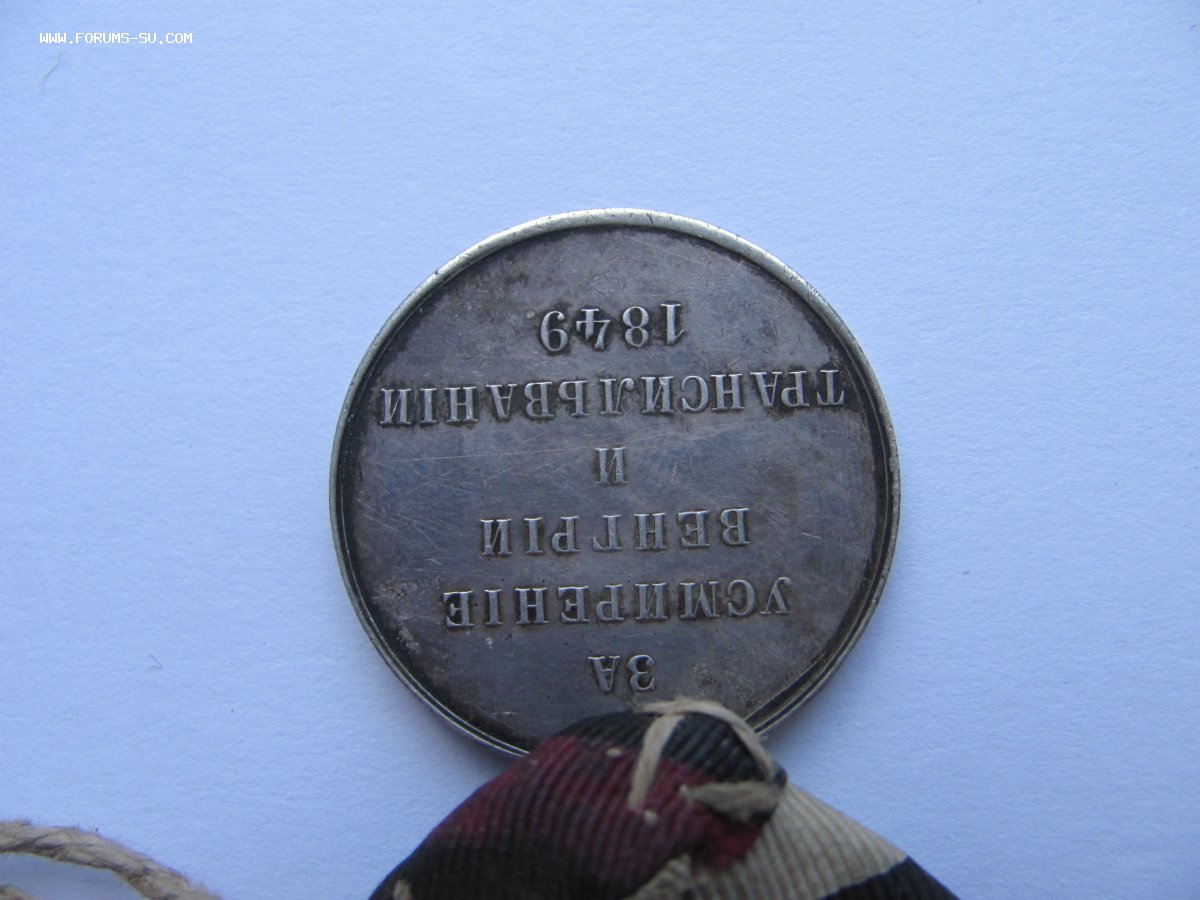 WWW.FORUMS-SU.COM
ЗА
УСМИРЕНІЕ
ВЕНГРІИ
И
ТРАНСИЛЬВАНІИ
1849